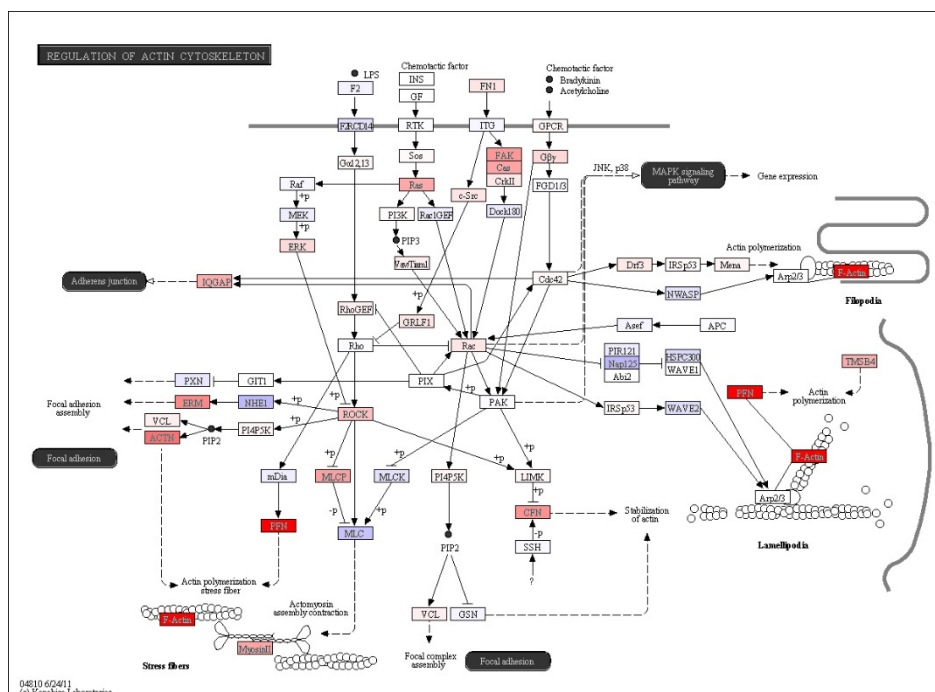 REGULATION OF ACTIN CYTOSKELETON
LPS
F2
Chemotactic factor
INS
GF
FN1
Chemotactic factor
Bradykinin
Acetylcholine
CD14
RTK
ITG
GPCR
Gα12,13
Sos
FAK
Cas
CrkII
Gβγ
FGD1/3
JNK, p38
MAPK signaling
pathway
Gene expression
Raf
Ras
c-Src
+p
MEK
PI3K
Rac1GEF
Dock180
PIP3
+p
ERK
Vav/Tiam1
Actin polymerization
Drf3
IRSp53
Mena
Arp2/3
F-Actin
Filopodia
Adherens junction
IQGAP
Cdc42
NWASP
+p
RhoGEF
GRLF1
Asef
APC
Rho
Rac
PIR121
Nap125
Abi2
HSPC300
WAVE1
TMSB4
PXN
GIT1
PIX
+p
PAK
PFN
Actin
polymerization
Focal adhesion
assembly
ERM
NHE1
+p
+p
ROCK
IRSp53
WAVE2
VCL
ACTN
PIP2
PI4P5K
+p
Focal adhesion
F-Actin
mDia
+p
MLCP
+p
MLCK
PI4P5K
+p
LIMK
Arp2/3
-p
+p
+p
PFN
MLC
CFN
Stabilization
of actin
Lamellipodia
-p
PIP2
SSH
?
Actin polymerization
stress fiber
Actomyosin
assembly contraction
VCL
GSN
F-Actin
MyosinII
Stress fibers
Focal complex
assembly
Focal adhesion
04810 6/24/11
(c) Kanehisa Laboratories